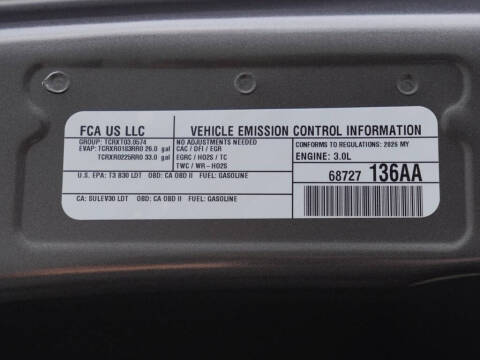 FCA US LLC
VEHICLE EMISSION CONTROL INFORMATION
GROUP: TCRXT03.0574
EVAP: TCRXR0183RR0 26.0 gal
TCRXR0225RR0 33.0 gal
NO ADJUSTMENTS NEEDED
CAC / DFI / EGR
EGRC / HO2S / TC
TWC / WR-HO2S
CONFORMS TO REGULATIONS: 2026 MY
ENGINE: 3.0L
U.S. EPA: T3 B30 LDT OBD: CA OBD II FUEL: GASOLINE
68727 136AA
CA: SULEV30 LDT OBD: CA OBD II FUEL: GASOLINE